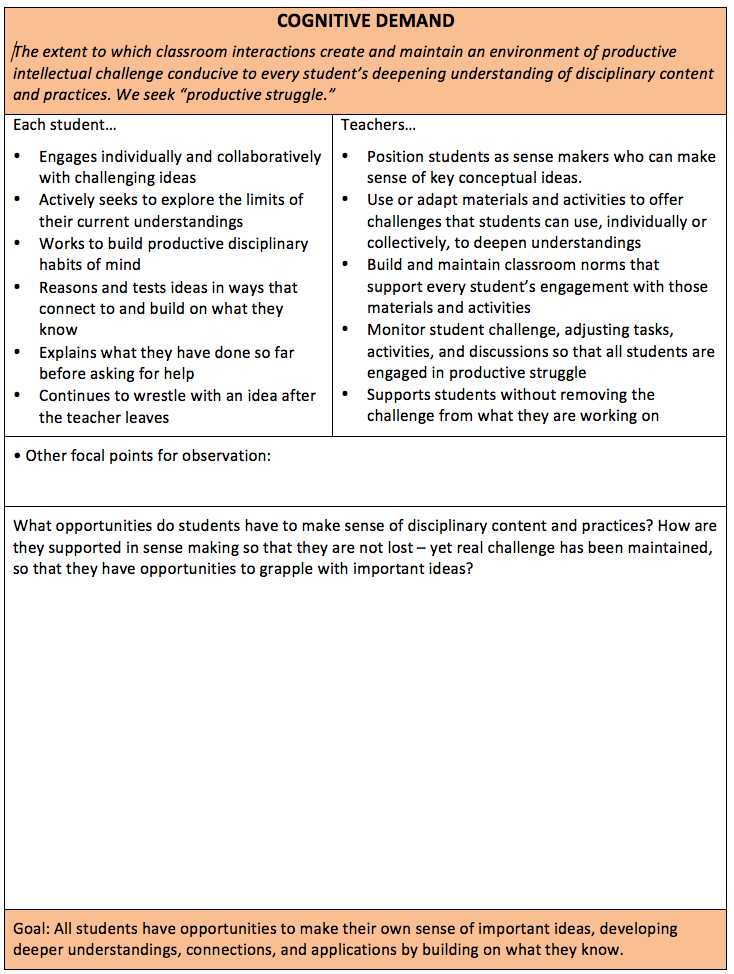 COGNITIVE DEMAND
The extent to which classroom interactions create and maintain an environment of productive
intellectual challenge conducive to every student’s deepening understanding of disciplinary content
and practices. We seek “productive struggle.”
Each student…
• Engages individually and collaboratively
with challenging ideas
• Actively seeks to explore the limits of
their current understandings
• Works to build productive disciplinary
habits of mind
• Reasons and tests ideas in ways that
connect to and build on what they
know
• Explains what they have done so far
before asking for help
• Continues to wrestle with an idea after
the teacher leaves
Teachers…
• Position students as sense makers who can make
sense of key conceptual ideas.
• Use or adapt materials and activities to offer
challenges that students can use, individually or
collectively, to deepen understandings
• Build and maintain classroom norms that
support every student’s engagement with those
materials and activities
• Monitor student challenge, adjusting tasks,
activities, and discussions so that all students are
engaged in productive struggle
• Supports students without removing the
challenge from what they are working on
• Other focal points for observation:
What opportunities do students have to make sense of disciplinary content and practices? How are
they supported in sense making so that they are not lost – yet real challenge has been maintained,
so that they have opportunities to grapple with important ideas?
Goal: All students have opportunities to make their own sense of important ideas, developing
deeper understandings, connections, and applications by building on what they know.